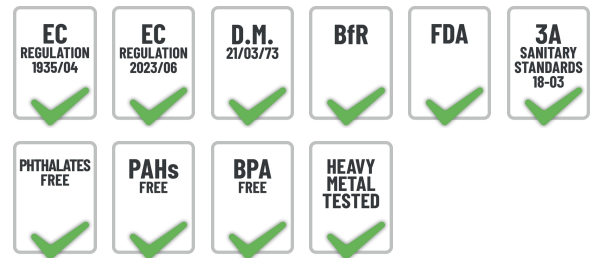 EC
REGULATION
1935/04
EC
REGULATION
2023/06
D.M.
21/03/73
BfR
FDA
3A
SANITARY
STANDARDS
18-03
PHTHALATES
FREE
PAHs
FREE
BPA
FREE
HEAVY
METAL
TESTED